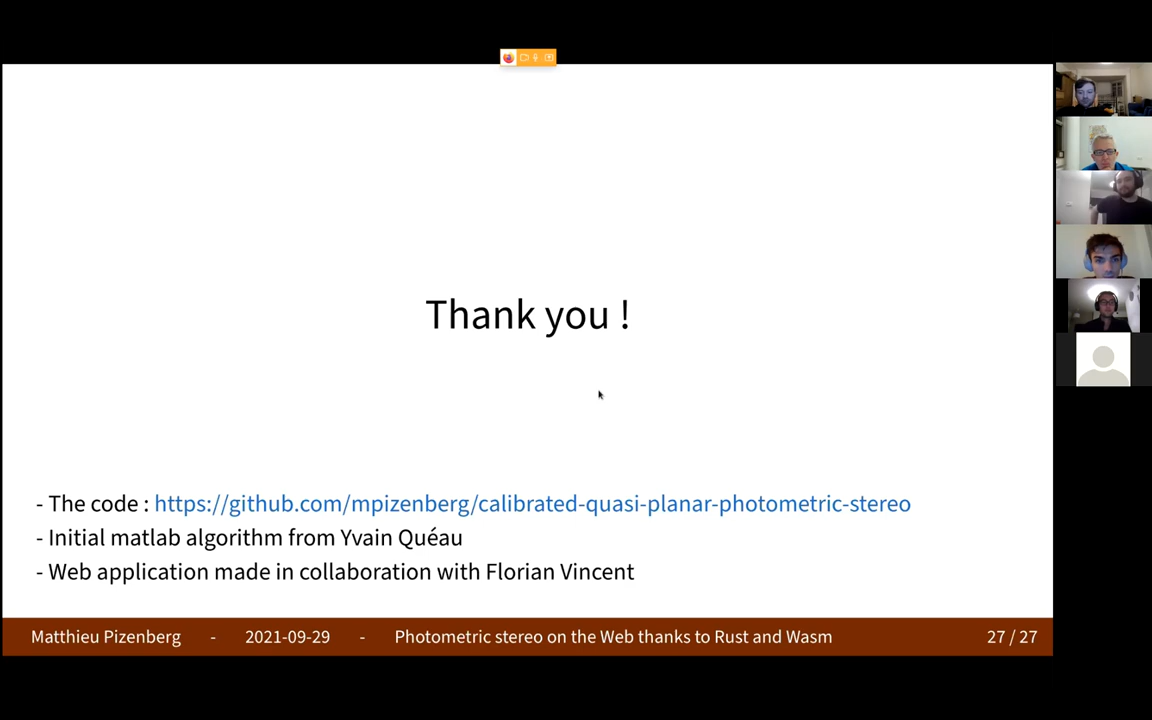 Thank you !
- The code : https://github.com/mpizenberg/calibrated-quasi-planar-photometric-stereo
- Initial matlab algorithm from Yvain Quéau
- Web application made in collaboration with Florian Vincent
Matthieu Pizenberg - 2021-09-29 - Photometric stereo on the Web thanks to Rust and Wasm 27 / 27